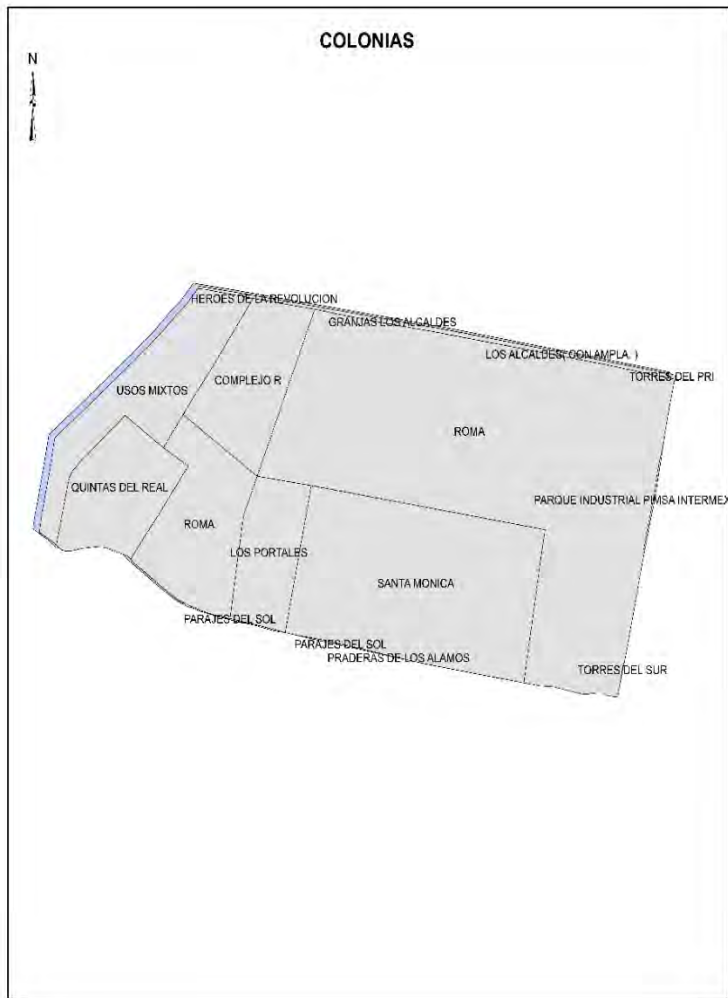 COLONIAS
N
HEROES DE LA REVOLUCION
GRANJAS LOS ALCALDES
LOS ALCALDES( CON AMPLA. )
TORRES DEL PRI
COMPLEJO R
USOS MIXTOS
ROMA
QUINTAS DEL REAL
PARQUE INDUSTRIAL PIMSA INTERMEX
ROMA
LOS PORTALES
SANTA MONICA
PARAJES DEL SOL
PARAJES DEL SOL
PRADERAS DE LOS ALAMOS
TORRES DEL SUR